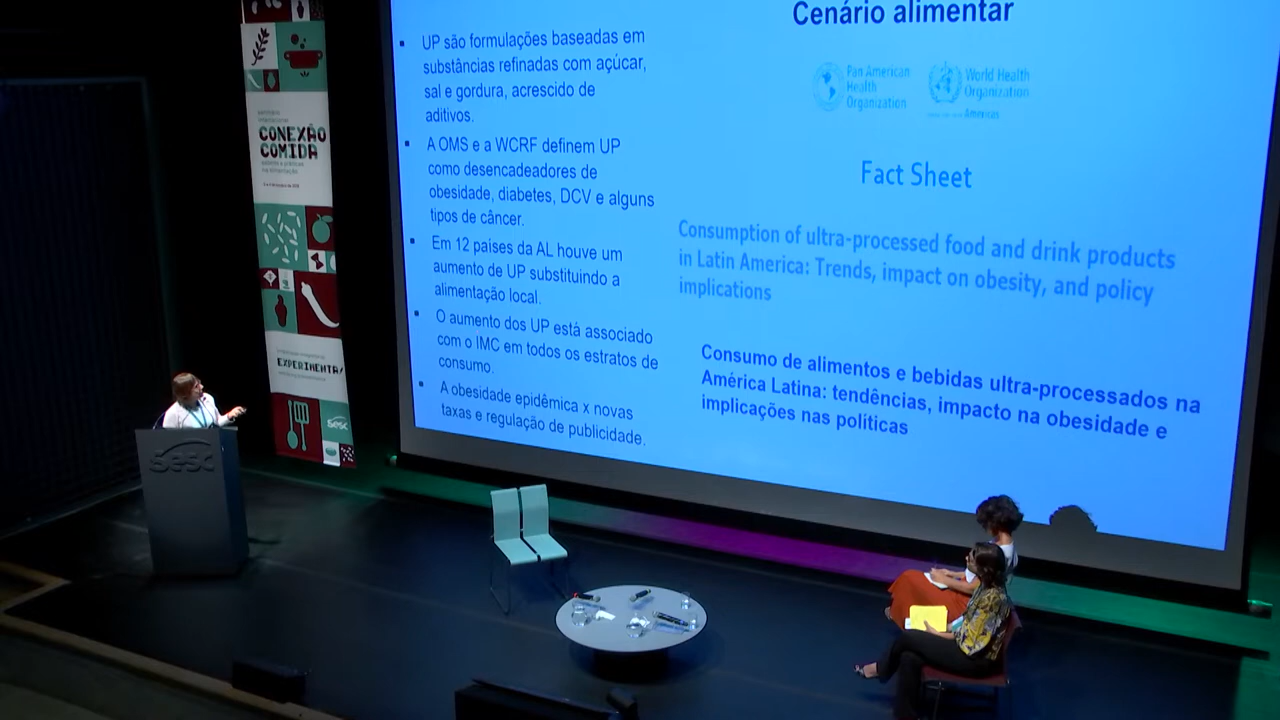 Cenário alimentar
UP são formulações baseadas em
substâncias refinadas com açúcar,
sal e gordura, acrescido de
aditivos.
A OMS e a WCRF definem UP
como desencadeadores de
obesidade, diabetes, DCV e alguns
tipos de câncer.
Em 12 países da AL houve um
aumento de UP substituindo a
alimentação local.
O aumento dos UP está associado
com o IMC em todos os estratos de
consumo.
A obesidade epidêmica x novas
taxas e regulação de publicidade.
Pan American
Health
Organization
World Health
Organization
Americas
Fact Sheet
Consumption of ultra-processed food and drink products
in Latin America: Trends, impact on obesity, and policy
implications
Consumo de alimentos e bebidas ultra-processados na
América Latina: tendências, impacto na obesidade e
implicações nas políticas
CONEXÃO
COMIDA
EXPERIMENTA!
sesc
sesc